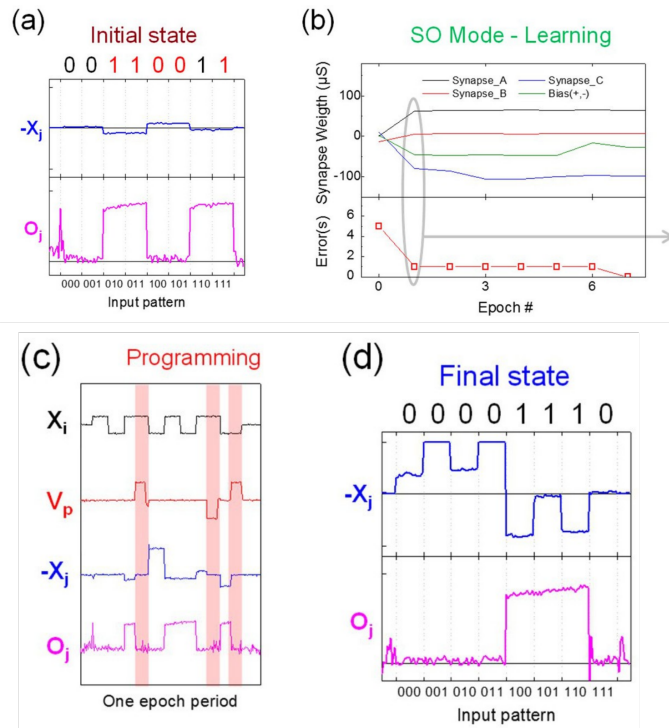 (a)
Initial state
0 0 1 1 0 0 1 1
-Xj
Oj
000 001 010 011 100 101 110 111
Input pattern
(b)
SO Mode - Learning
Synapse Weigth (µS)
100
0
-100
Synapse_A
Synapse_C
Synapse_B
Bias(+,-)
Error(s)
6
4
2
0
0 3 6
Epoch #
(c)
Programming
Xi
Vp
-Xj
Oj
One epoch period
(d)
Final state
0 0 0 0 1 1 1 0
-Xj
Oj
000 001 010 011 100 101 110 111
Input pattern